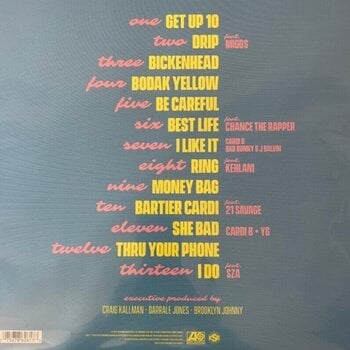 one GET UP 10
two DRIP feat. MIGOS
three BICKENHEAD
four BODAK YELLOW
five BE CAREFUL
six BEST LIFE feat. CHANCE THE RAPPER
seven I LIKE IT CARDI B
BAD BUNNY & J BALVIN
eight RING feat. KEHLANI
nine MONEY BAG
ten BARTIER CARDI feat. 21 SAVAGE
eleven SHE BAD CARDI B + YG
twelve THRU YOUR PHONE
thirteen I DO feat. SZA
executive produced by:
CRAIG KALLMAN · DARRALE JONES · BROOKLYN JOHNNY